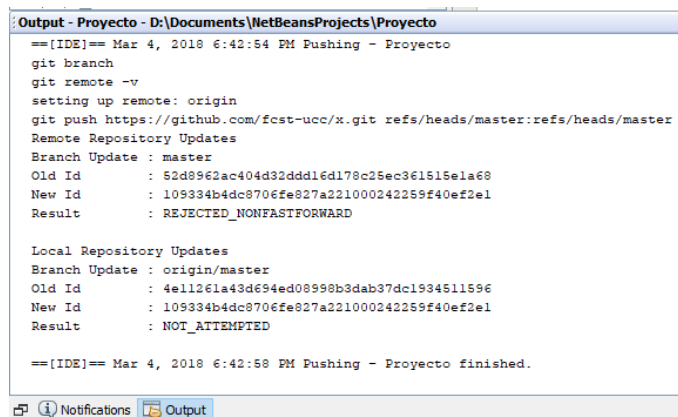 Output - Proyecto - D:\Documents\NetBeansProjects\Proyecto
==[IDE]== Mar 4, 2018 6:42:54 PM Pushing - Proyecto
git branch
git remote -v
setting up remote: origin
git push https://github.com/fcst-ucc/x.git refs/heads/master:refs/heads/master
Remote Repository Updates
Branch Update : master
Old Id : 52d8962ac404d32ddd16d178c25ec361515e1a68
New Id : 109334b4dc8706fe827a221000242259f40ef2e1
Result : REJECTED_NONFASTFORWARD
Local Repository Updates
Branch Update : origin/master
Old Id : 4e11261a43d694ed08998b3dab37dc1934511596
New Id : 109334b4dc8706fe827a221000242259f40ef2e1
Result : NOT_ATTEMPTED
==[IDE]== Mar 4, 2018 6:42:58 PM Pushing - Proyecto finished.
Notifications Output